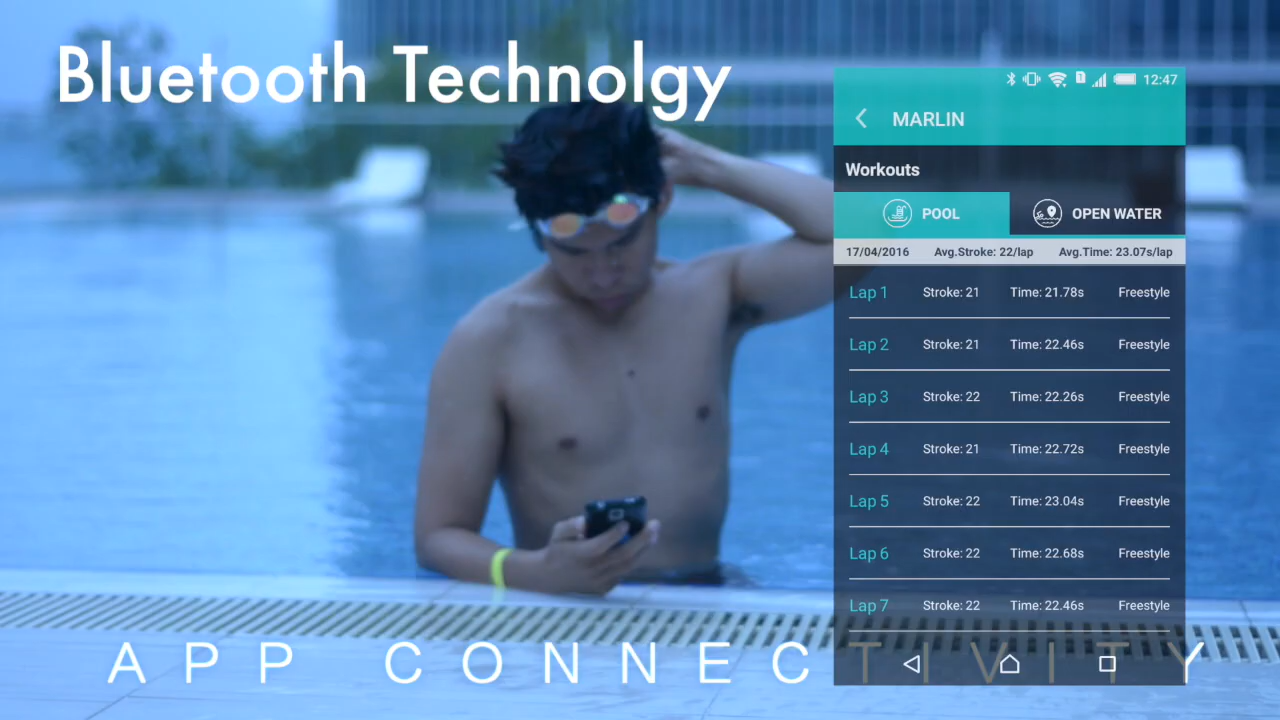 Bluetooth Technolgy
12:47
MARLIN
Workouts
POOL OPEN WATER
17/04/2016 Avg.Stroke: 22/lap Avg.Time: 23.07s/lap
Lap 1 Stroke: 21 Time: 21.78s Freestyle
Lap 2 Stroke: 21 Time: 22.46s Freestyle
Lap 3 Stroke: 22 Time: 22.26s Freestyle
Lap 4 Stroke: 21 Time: 22.72s Freestyle
Lap 5 Stroke: 22 Time: 23.04s Freestyle
Lap 6 Stroke: 22 Time: 22.68s Freestyle
Lap 7 Stroke: 22 Time: 22.46s Freestyle
APP CONNECTIVITY